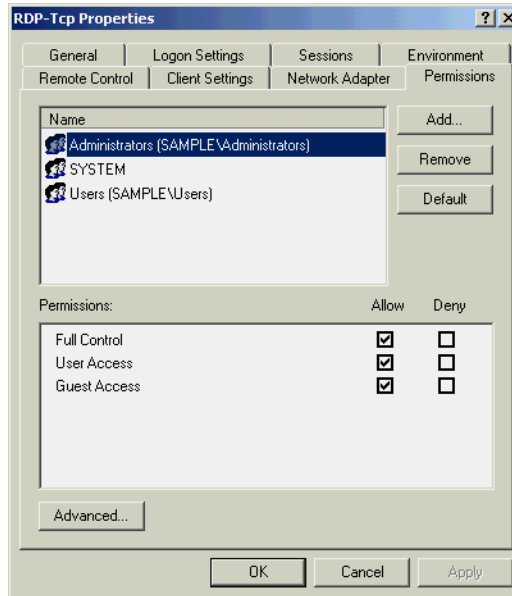 RDP-Tcp Properties
General Logon Settings Sessions Environment
Remote Control Client Settings Network Adapter Permissions
Name
Add...
Administrators (SAMPLE\Administrators)
Remove
SYSTEM
Users (SAMPLE\Users)
Default
Permissions: Allow Deny
Full Control
User Access
Guest Access
Advanced...
OK Cancel Apply